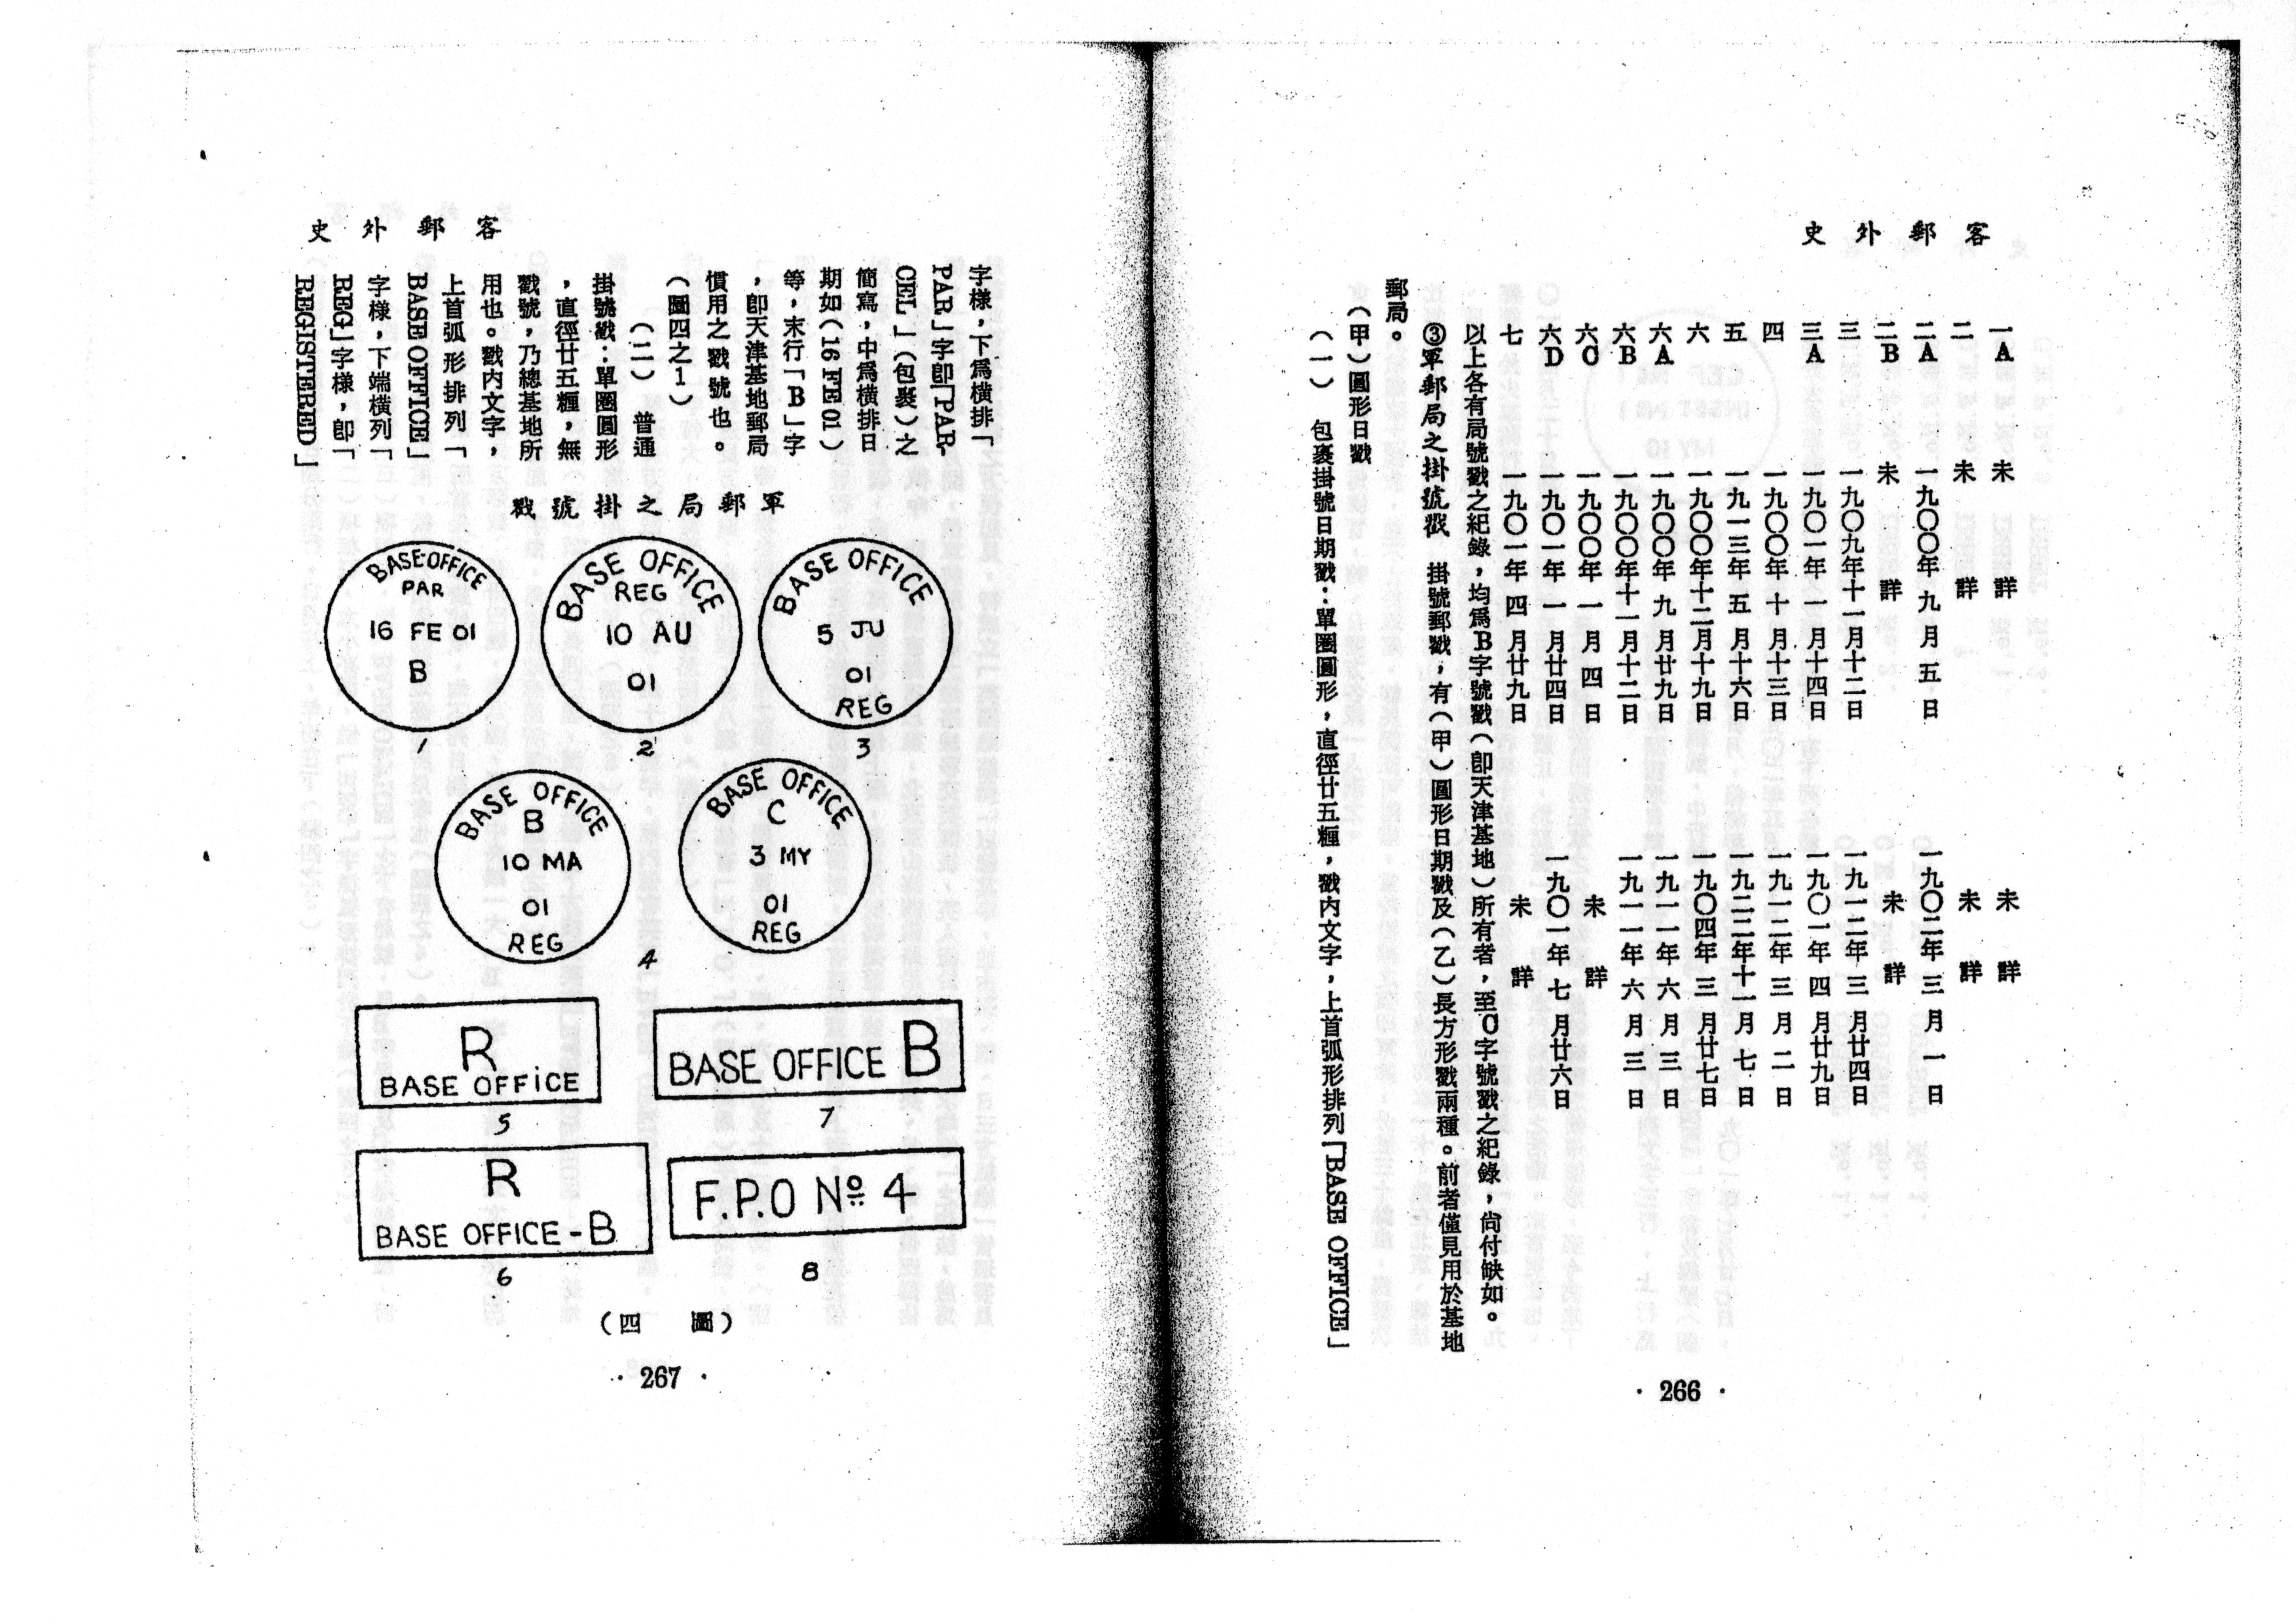 客郵外史
一A 未詳 未詳
二 未詳 未詳
二A 一九〇〇年九月五日 一九〇二年三月一日
二B 未詳 未詳
三 一九〇九年十一月十二日 一九一二年三月廿四日
三A 一九〇一年一月十四日 一九〇一年四月廿九日
四 一九〇〇年十月十三日 一九一二年三月二日
五 一九一三年五月十六日 一九二二年十一月七日
六 一九〇〇年十二月十九日 一九〇四年三月廿七日
六A 一九〇〇年九月廿九日 一九一一年六月三日
六B 一九〇〇年十一月十二日 一九一一年六月三日
六C 一九〇〇年一月四日 未詳
六D 一九〇一年一月廿四日 一九〇一年七月廿六日
七 一九〇一年四月廿九日 未詳
以上各有局號戳之紀錄，均爲B字號戳（卽天津基地）所有者，至C字號戳之紀錄，尙付缺如。
③軍郵局之掛號戳 掛號郵戳，有（甲）圓形日期戳及（乙）長方形戳兩種。前者僅見用於基地
郵局。
（甲）圓形日戳
（一） 包裹掛號日期戳：單圈圓形，直徑廿五糎，戳内文字，上首弧形排列「BASE OFFICE」
· 266 ·
客郵外史
字樣，下爲橫排「
PAR」字卽「PAR-
CEL」（包裹）之
簡寫，中爲橫排日
期如（16 FE 01）
等，末行「B」字
，卽天津基地郵局
慣用之戳號也。
（圖四之1）
（二） 普通
掛號戳：單圈圓形
，直徑廿五糎，無
戳號，乃總基地所
用也。戳内文字，
上首弧形排列「
BASE OFFICE」
字樣，下端橫列「
REG」字樣，卽「
REGISTERED」
軍郵局之掛號戳
BASE OFFICE
PAR
16 FE 01
B
1
BASE OFFICE
REG
10 AU
01
2
BASE OFFICE
5 JU
01
REG
3
BASE OFFICE
B
10 MA
01
REG
BASE OFFICE
C
3 MY
01
REG
4
R
BASE OFFICE
5
BASE OFFICE B
7
R
BASE OFFICE-B
6
F.P.O Nº 4
8
（圖四）
· 267 ·